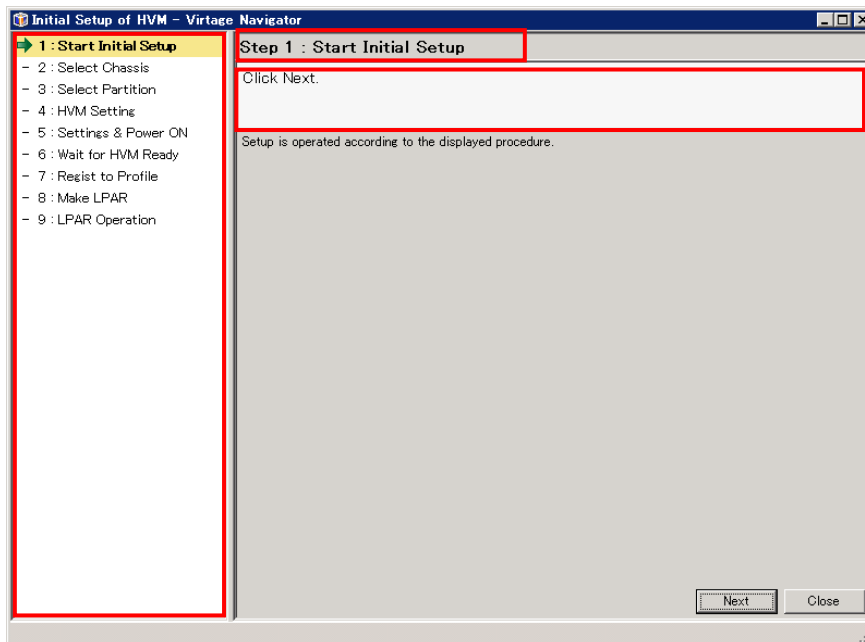 Initial Setup of HVM - Virtage Navigator
1 : Start Initial Setup
- 2 : Select Chassis
- 3 : Select Partition
- 4 : HVM Setting
- 5 : Settings & Power ON
- 6 : Wait for HVM Ready
- 7 : Regist to Profile
- 8 : Make LPAR
- 9 : LPAR Operation
Step 1 : Start Initial Setup
Click Next.
Setup is operated according to the displayed procedure.
Next
Close